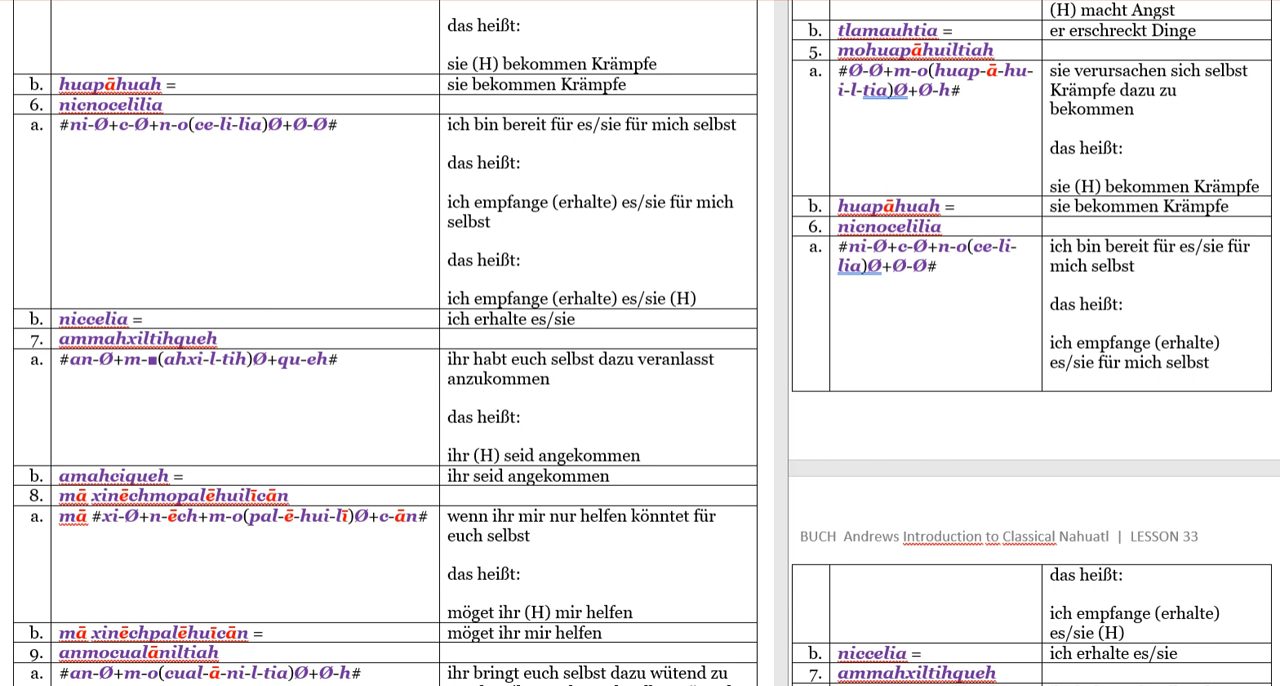 das heißt:
sie (H) bekommen Krämpfe
b. huapāhuah = sie bekommen Krämpfe
6. nicnocelilia
a. #ni-Ø+c-Ø+n-o(ce-li-lia)Ø+Ø-Ø# ich bin bereit für es/sie für mich selbst
das heißt:
ich empfange (erhalte) es/sie für mich
selbst
das heißt:
ich empfange (erhalte) es/sie (H)
b. niccelia = ich erhalte es/sie
7. ammahxiltihqueh
a. #an-Ø+m-■(ahxi-l-tih)Ø+qu-eh# ihr habt euch selbst dazu veranlasst
anzukommen
das heißt:
ihr (H) seid angekommen
b. amahciqueh = ihr seid angekommen
8. mā xinēchmopalēhuilīcān
a. mā #xi-Ø+n-ēch+m-o(pal-ē-hui-lī)Ø+c-ān# wenn ihr mir nur helfen könntet für
euch selbst
das heißt:
möget ihr (H) mir helfen
b. mā xinēchpalēhuīcān = möget ihr mir helfen
9. anmocualāniltiah
a. #an-Ø+m-o(cual-ā-ni-l-tia)Ø+Ø-h# ihr bringt euch selbst dazu wütend zu
(H) macht Angst
b. tlamauhtia = er erschreckt Dinge
5. mohuapāhuiltiah
a. #Ø-Ø+m-o(huap-ā-hu- sie verursachen sich selbst
i-l-tia)Ø+Ø-h# Krämpfe dazu zu
bekommen
das heißt:
sie (H) bekommen Krämpfe
b. huapāhuah = sie bekommen Krämpfe
6. nicnocelilia
a. #ni-Ø+c-Ø+n-o(ce-li- ich bin bereit für es/sie für
lia)Ø+Ø-Ø# mich selbst
das heißt:
ich empfange (erhalte)
es/sie für mich selbst
BUCH Andrews Introduction to Classical Nahuatl | LESSON 33
das heißt:
ich empfange (erhalte)
es/sie (H)
b. niccelia = ich erhalte es/sie
7. ammahxiltihqueh